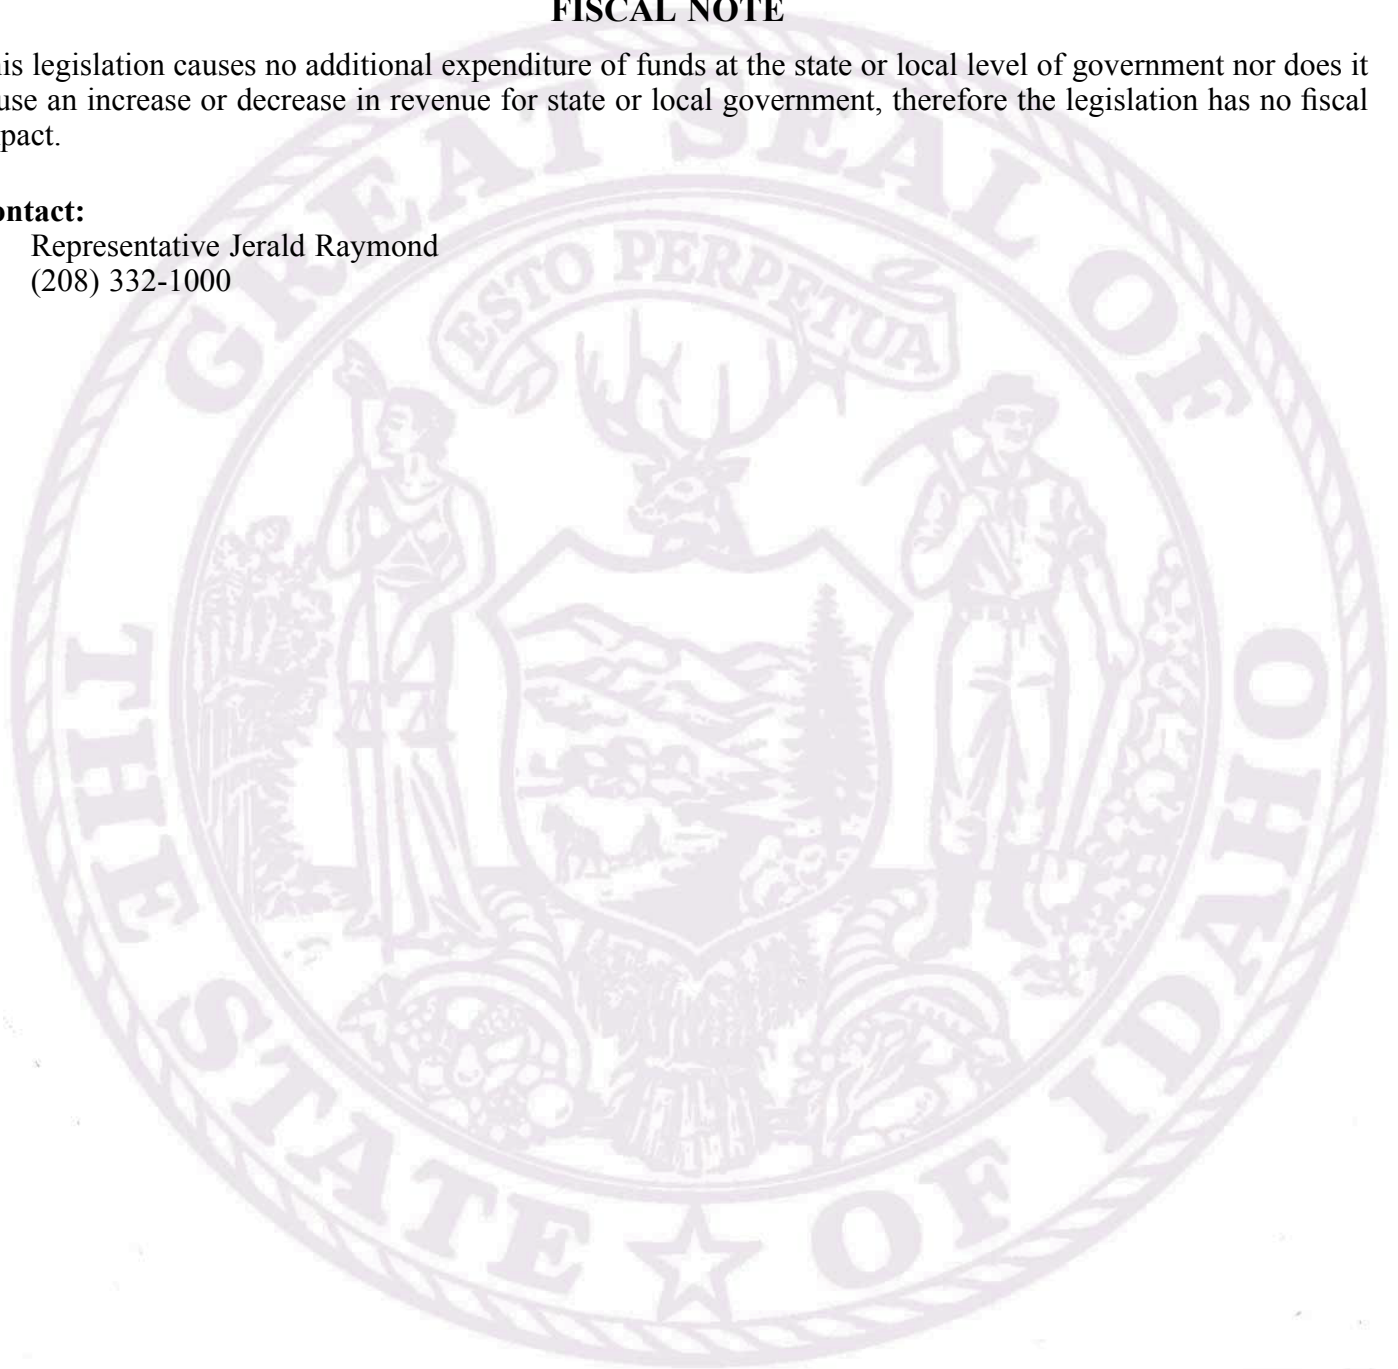 FISCAL NOTE
his legislation causes no additional expenditure of funds at the state or local level of government nor does it
use an increase or decrease in revenue for state or local government, therefore the legislation has no fiscal
pact.
ontact:
Representative Jerald Raymond
(208) 332-1000
GREAT SEAL OF
ESTO PERPETUA
THE STATE OF IDAHO